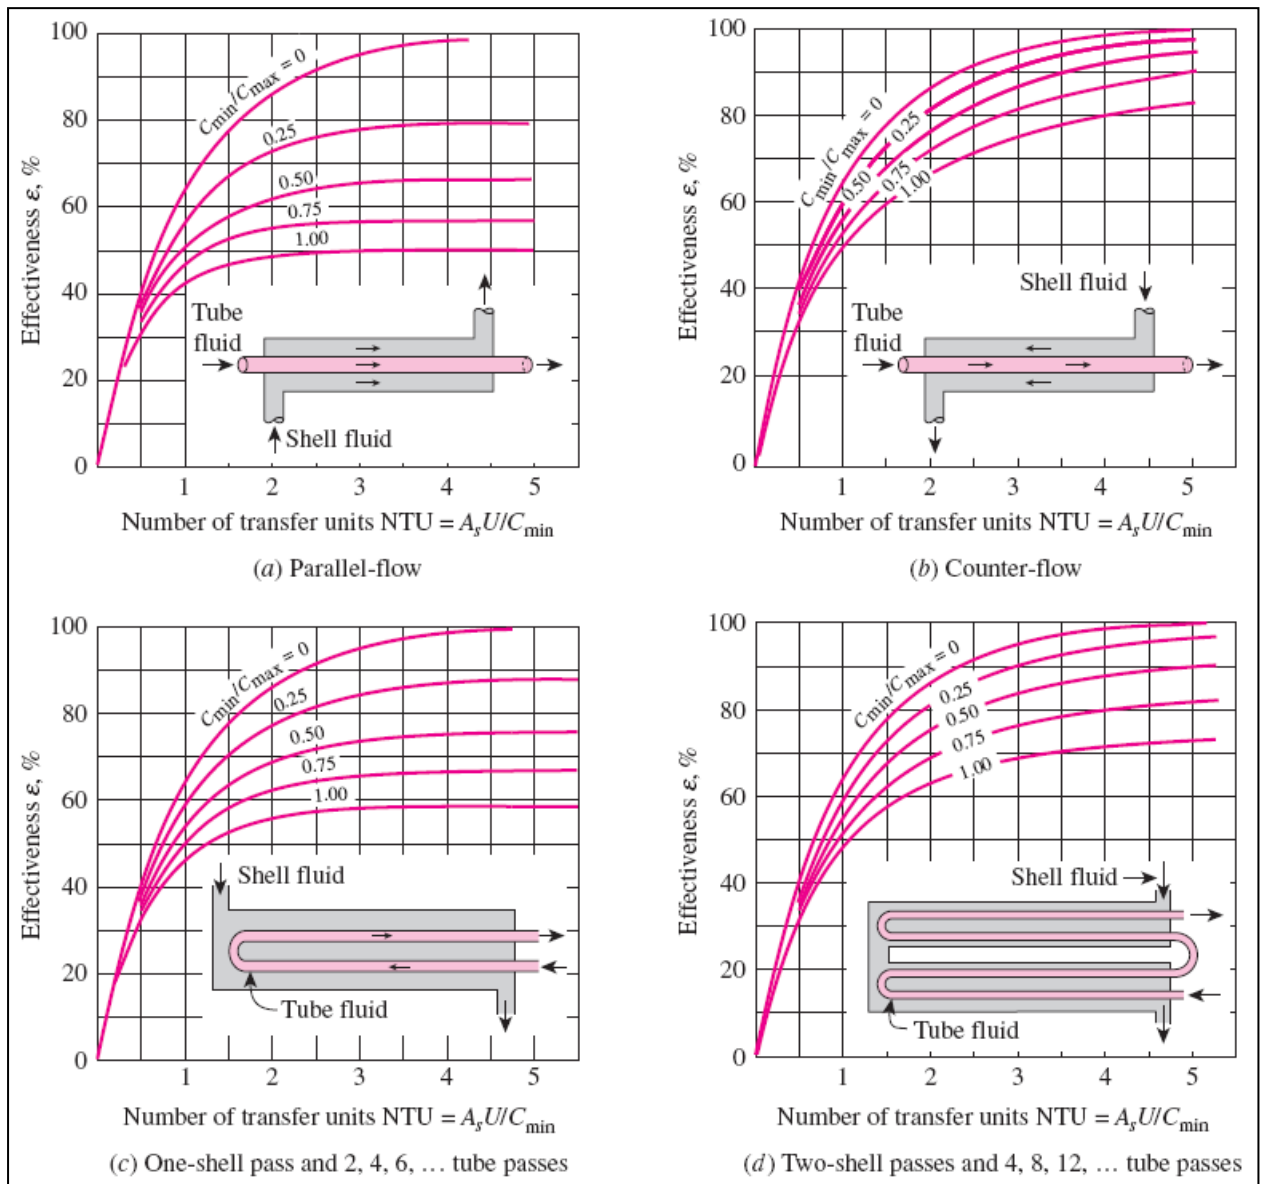 100
80
60
40
20
0
Effectiveness ε, %
Cmin/Cmax = 0
0.25
0.50
0.75
1.00
Tube
fluid
Shell fluid
1 2 3 4 5
Number of transfer units NTU = AsU/Cmin
(a) Parallel-flow
100
80
60
40
20
0
Effectiveness ε, %
Cmin/Cmax = 0
0.25
0.50
0.75
1.00
Shell fluid
Tube
fluid
1 2 3 4 5
Number of transfer units NTU = AsU/Cmin
(b) Counter-flow
100
80
60
40
20
0
Effectiveness ε, %
Cmin/Cmax = 0
0.25
0.50
0.75
1.00
Shell fluid
Tube fluid
1 2 3 4 5
Number of transfer units NTU = AsU/Cmin
(c) One-shell pass and 2, 4, 6, … tube passes
100
80
60
40
20
0
Effectiveness ε, %
Cmin/Cmax = 0
0.25
0.50
0.75
1.00
Shell fluid
Tube fluid
1 2 3 4 5
Number of transfer units NTU = AsU/Cmin
(d) Two-shell passes and 4, 8, 12, … tube passes